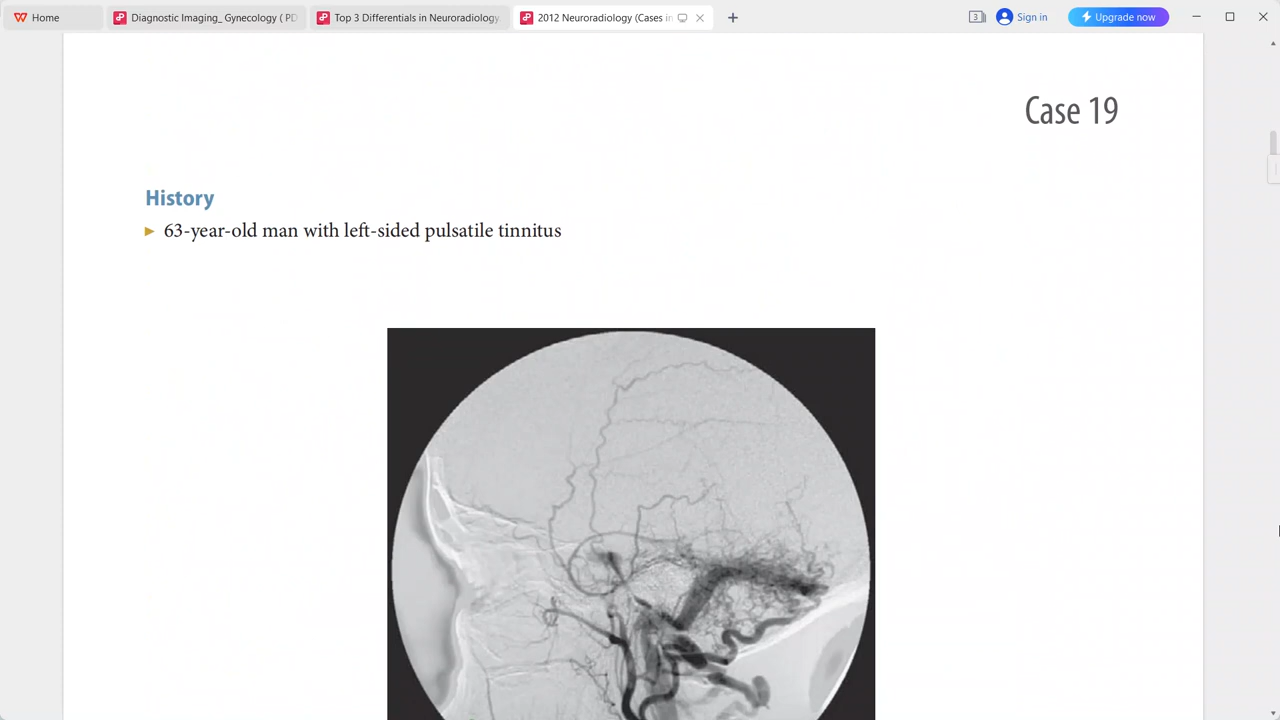 Home
Diagnostic Imaging_ Gynecology ( PD
Top 3 Differentials in Neuroradiology
2012 Neuroradiology (Cases in
3
Sign in
Upgrade now
Case 19
History
63-year-old man with left-sided pulsatile tinnitus